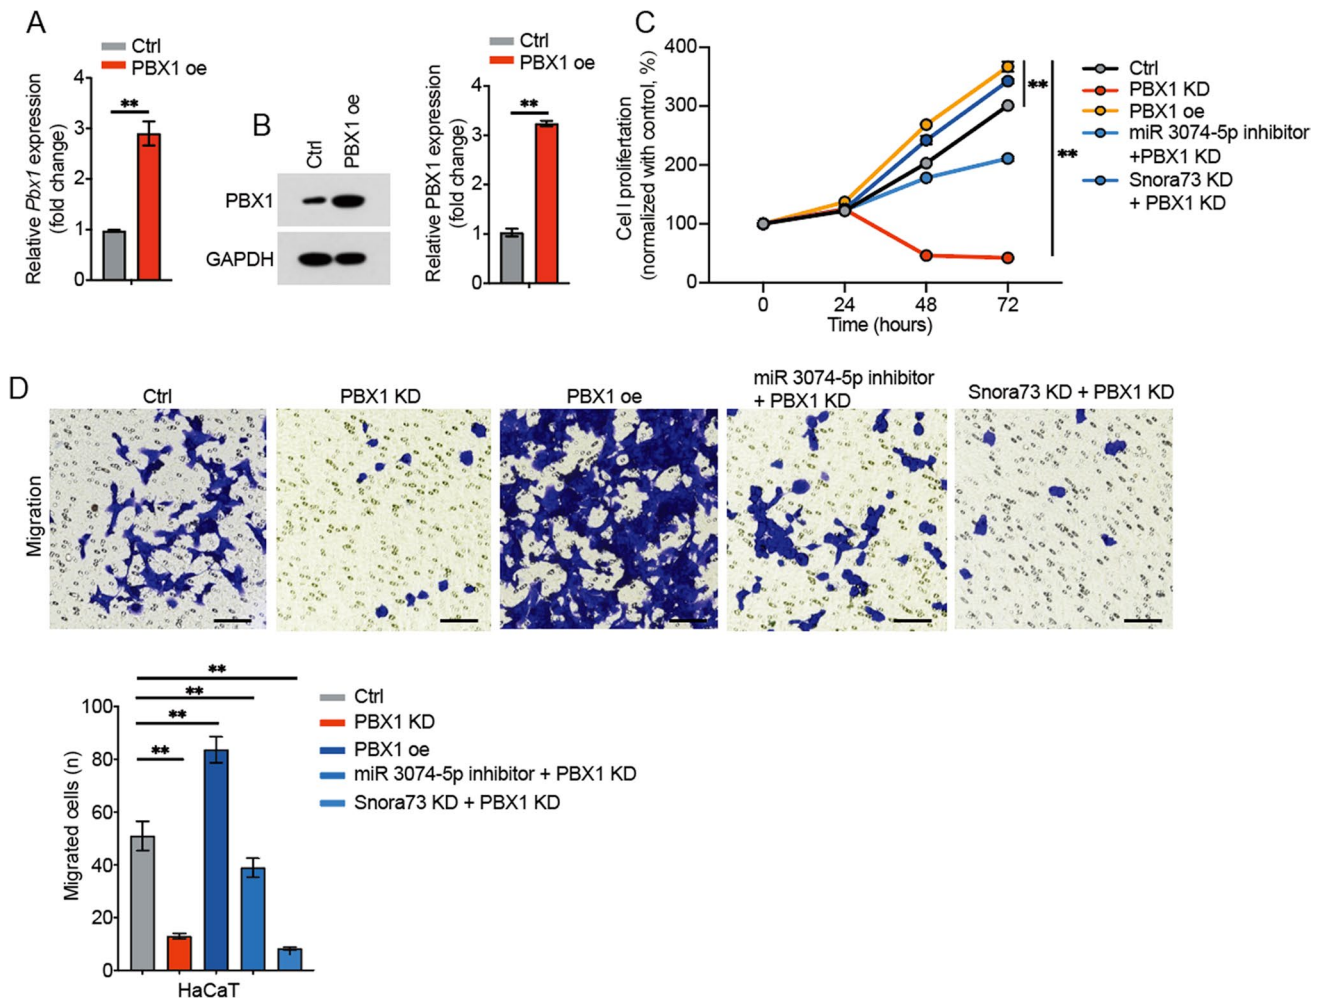 A
Ctrl
PBX1 oe
Relative Pbx1 expression
(fold change)
4
3
2
1
0
**
B
Ctrl
PBX1 oe
PBX1
GAPDH
Ctrl
PBX1 oe
Relative PBX1 expression
(fold change)
4
3
2
1
0
**
C
Cel l prolifertation
(normalized with control, %)
400
300
200
100
0
0
24
48
72
Time (hours)
**
**
Ctrl
PBX1 KD
PBX1 oe
miR 3074-5p inhibitor
+PBX1 KD
Snora73 KD
+ PBX1 KD
D
Ctrl
PBX1 KD
PBX1 oe
miR 3074-5p inhibitor
+ PBX1 KD
Snora73 KD + PBX1 KD
Migration
Migrated cells (n)
100
80
60
40
20
0
**
**
**
**
HaCaT
Ctrl
PBX1 KD
PBX1 oe
miR 3074-5p inhibitor + PBX1 KD
Snora73 KD + PBX1 KD